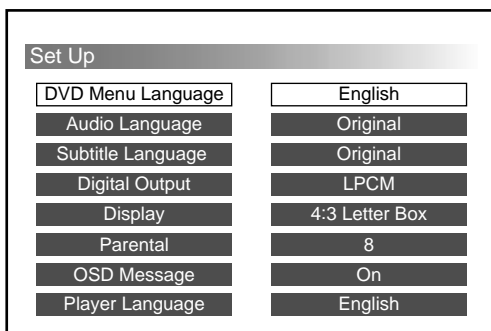 Set Up
DVD Menu Language English
Audio Language Original
Subtitle Language Original
Digital Output LPCM
Display 4:3 Letter Box
Parental 8
OSD Message On
Player Language English